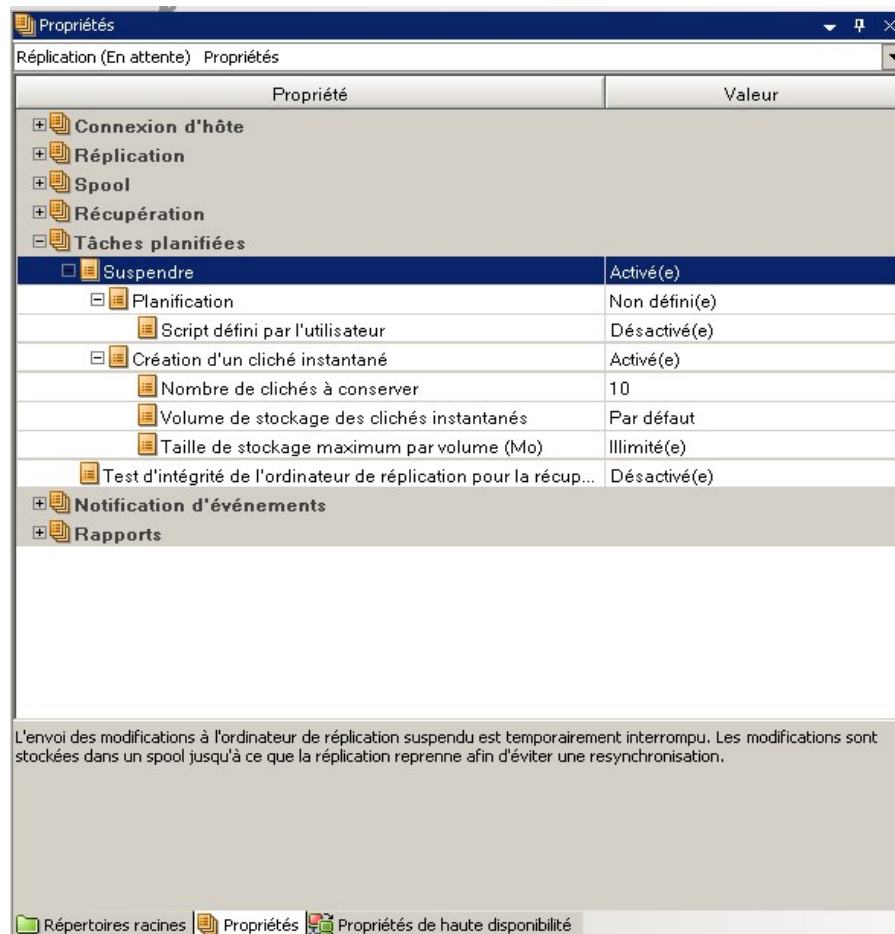 Propriétés
Réplication (En attente) Propriétés
Propriété Valeur
Connexion d'hôte
Réplication
Spool
Récupération
Tâches planifiées
Suspendre Activé(e)
Planification Non défini(e)
Script défini par l'utilisateur Désactivé(e)
Création d'un cliché instantané Activé(e)
Nombre de clichés à conserver 10
Volume de stockage des clichés instantanés Par défaut
Taille de stockage maximum par volume (Mo) Illimité(e)
Test d'intégrité de l'ordinateur de réplication pour la récup... Désactivé(e)
Notification d'événements
Rapports
L'envoi des modifications à l'ordinateur de réplication suspendu est temporairement interrompu. Les modifications sont
stockées dans un spool jusqu'à ce que la réplication reprenne afin d'éviter une resynchronisation.
Répertoires racines Propriétés Propriétés de haute disponibilité